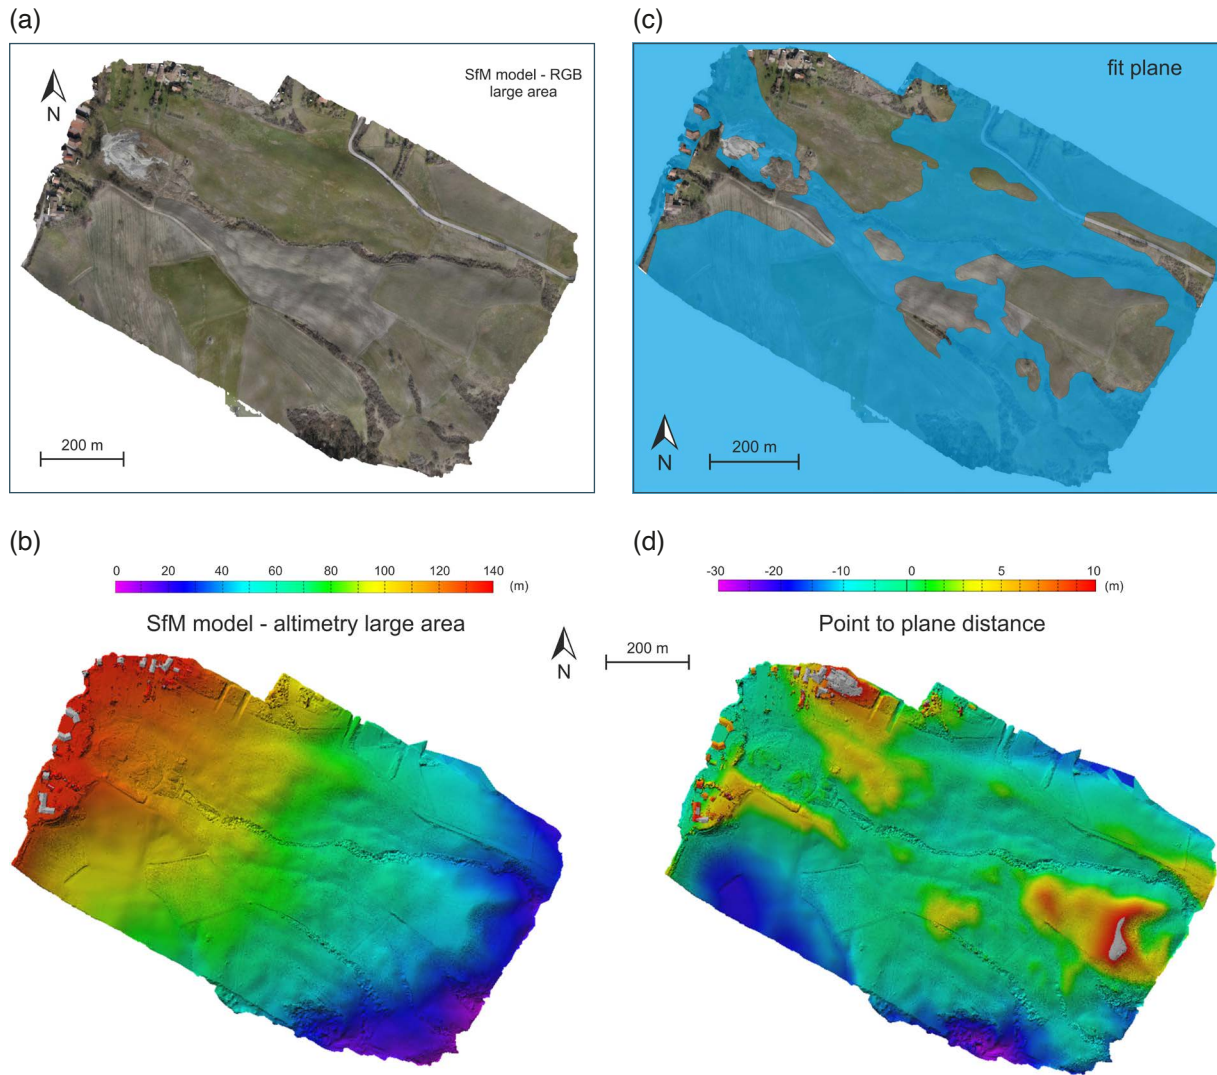 (a)
SfM model - RGB
large area
N
200 m
(c)
fit plane
N
200 m
(b)
0 20 40 60 80 100 120 140 (m)
SfM model - altimetry large area
N
200 m
(d)
-30 -20 -10 0 5 10 (m)
Point to plane distance